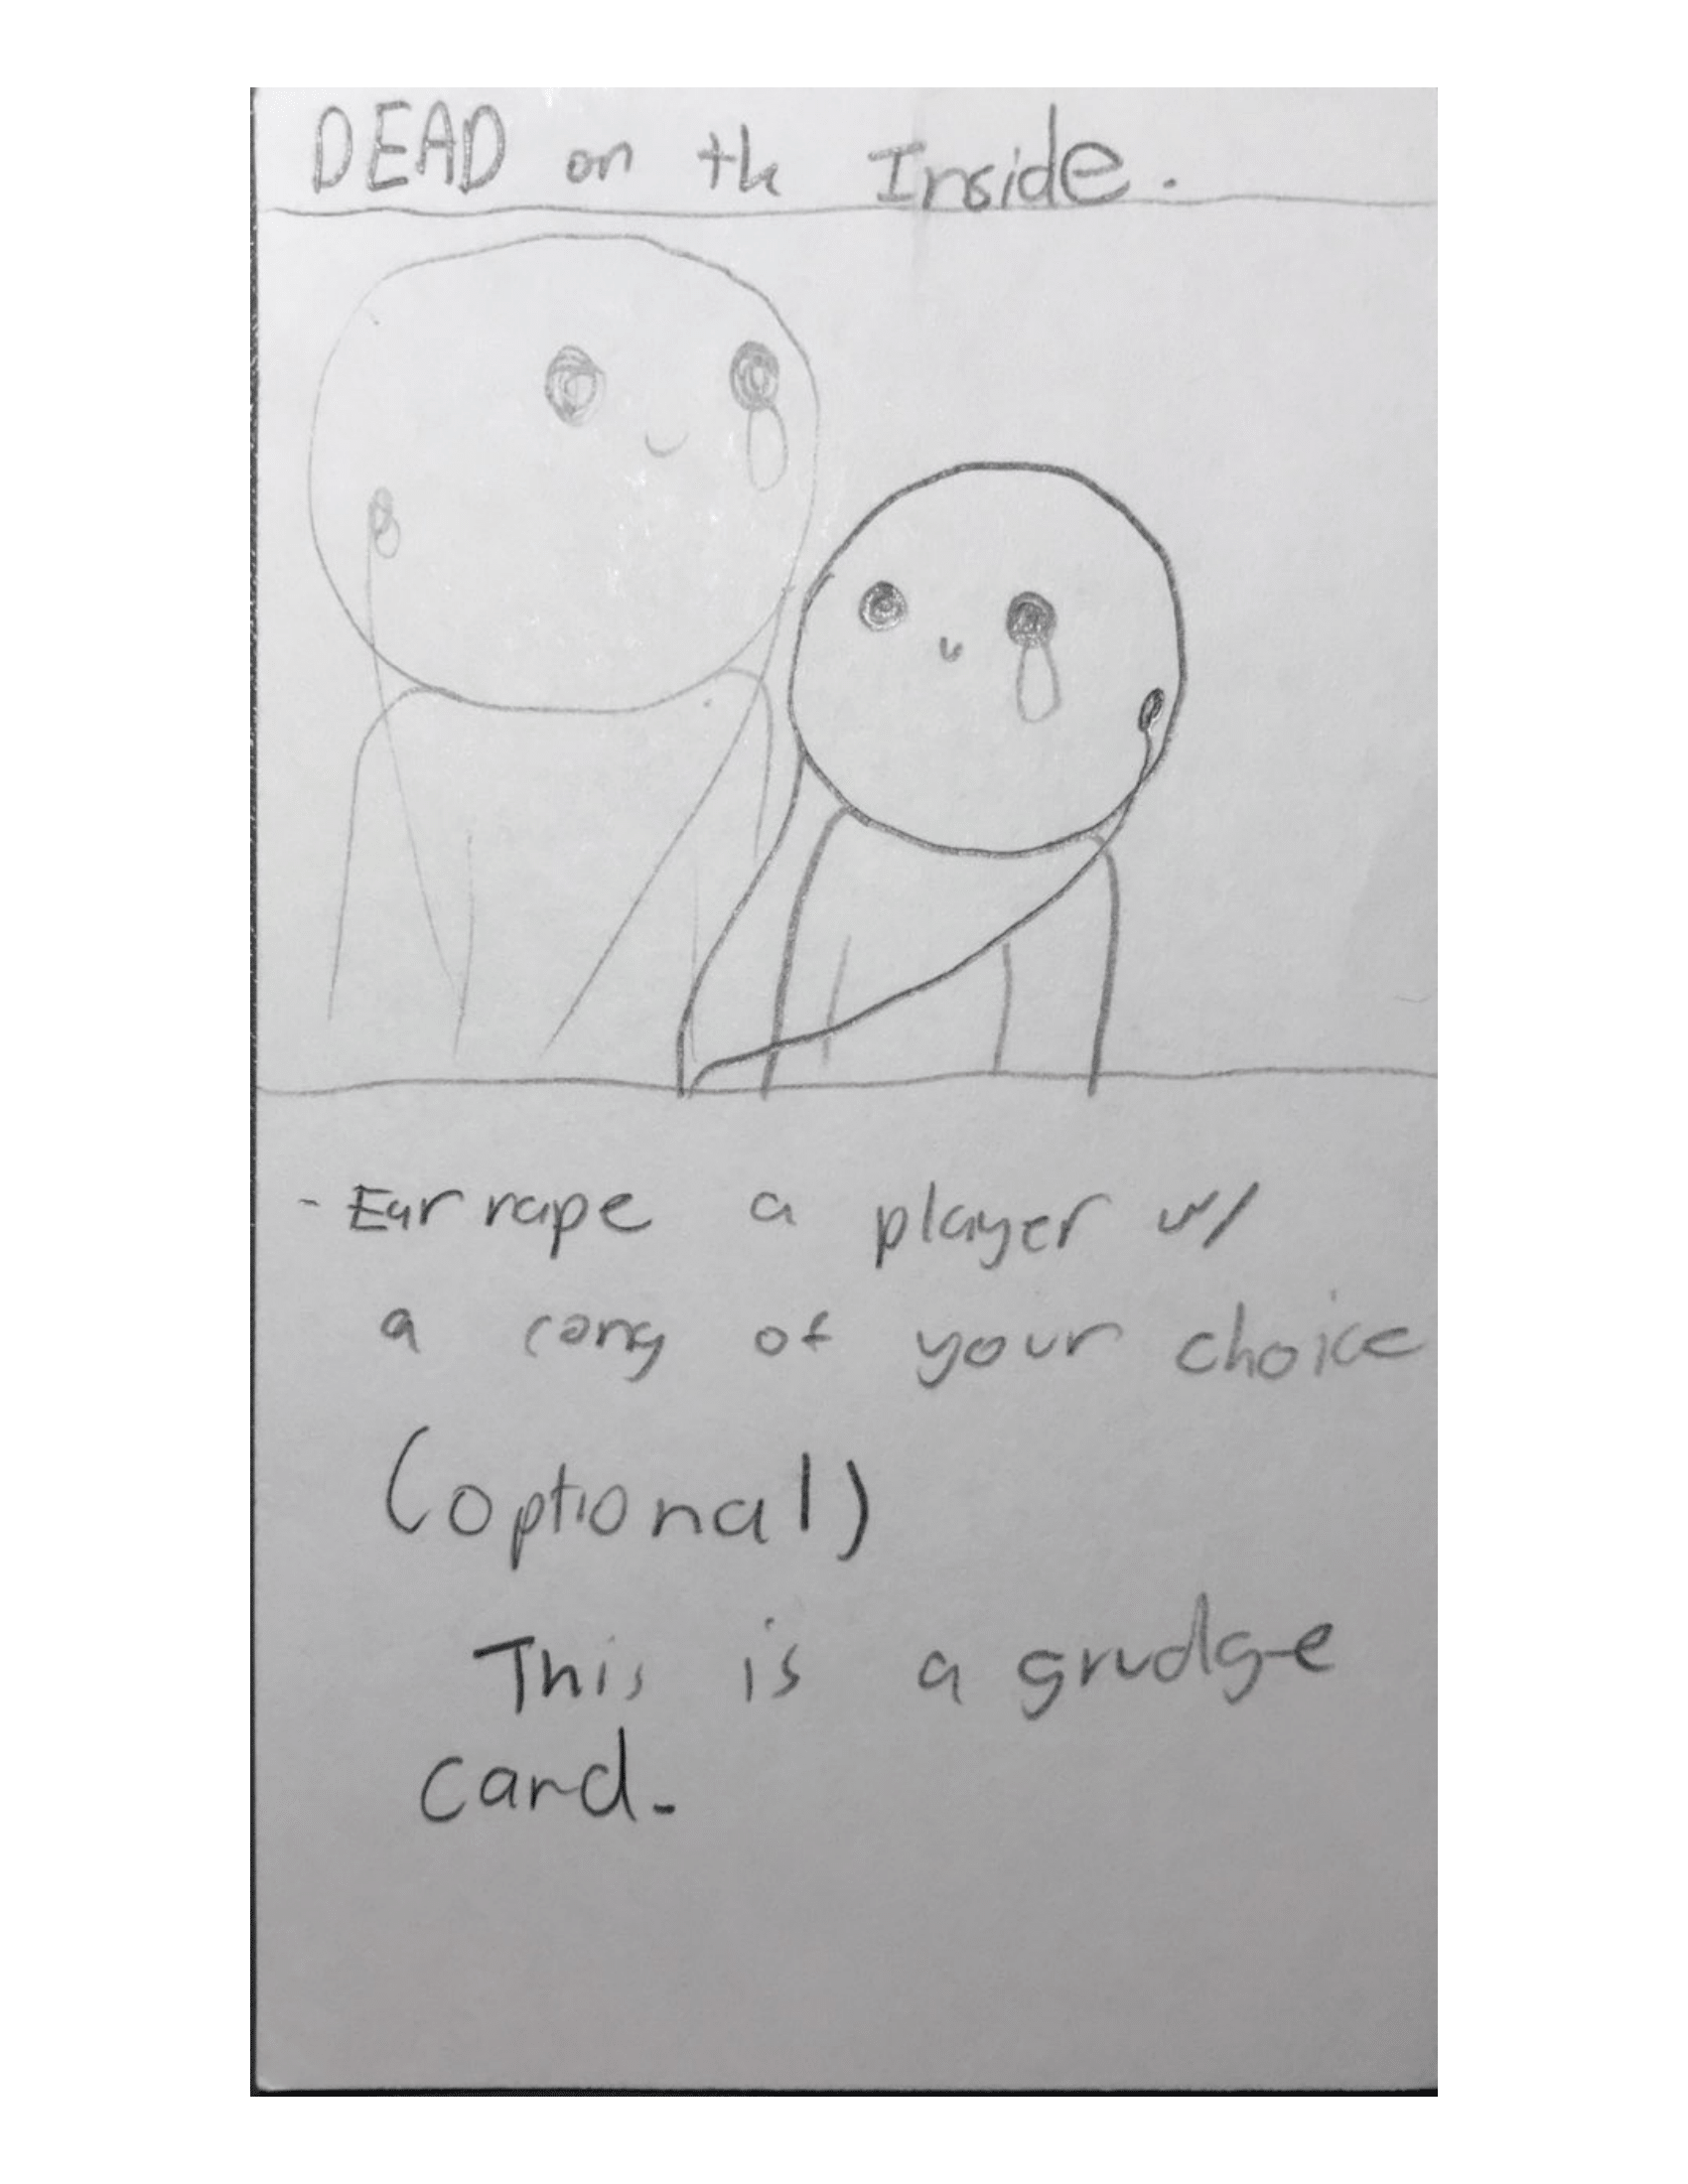 DEAD on the Inside.
- Ear rape a player w/
a song of your choice
(optional)
This is a grudge
card.